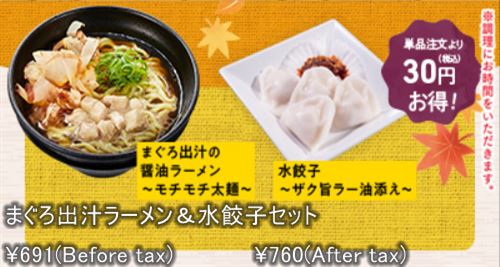 単品注文より
(税込)
30円
お得!
※調理にお時間をいただきます。
まぐろ出汁の
醤油ラーメン
~モチモチ太麺~
水餃子
~ザク旨ラー油添え~
まぐろ出汁ラーメン&水餃子セット
¥691(Before tax)
¥760(After tax)